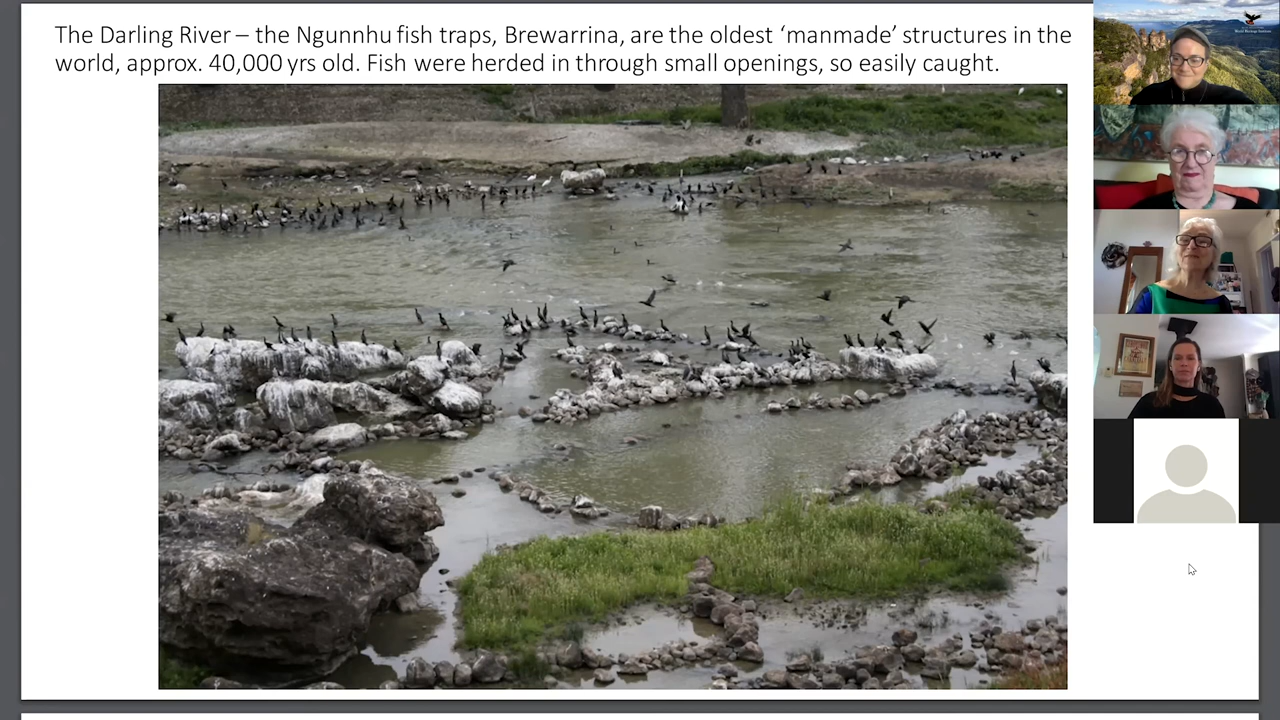 The Darling River – the Ngunnhu fish traps, Brewarrina, are the oldest ‘manmade’ structures in the
world, approx. 40,000 yrs old. Fish were herded in through small openings, so easily caught.